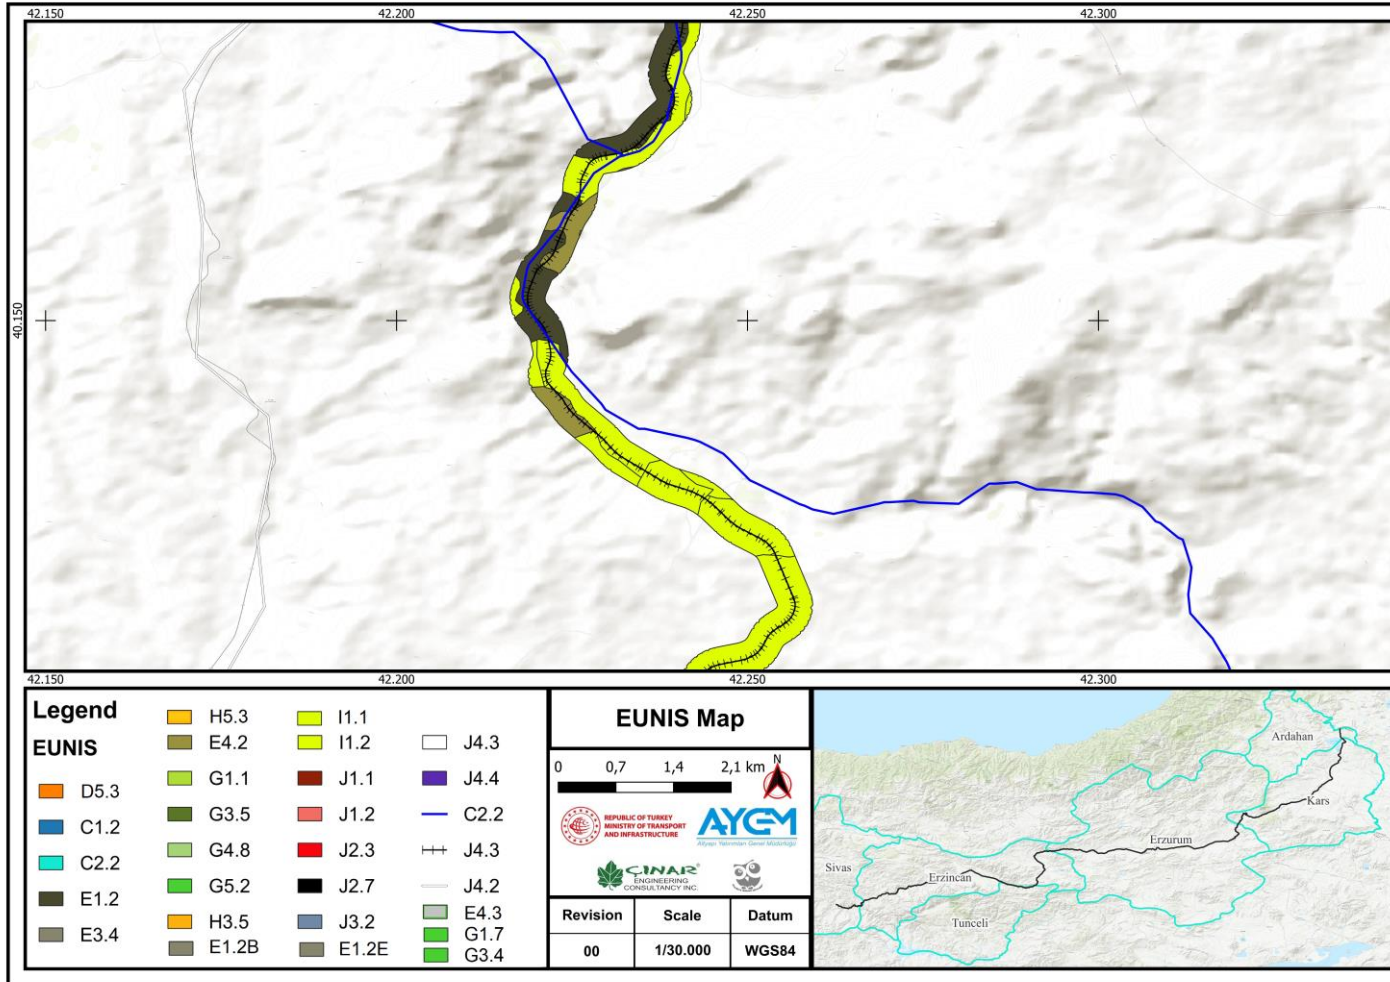 42.150
42.200
42.250
42.300
40.150
42.150
42.200
42.250
42.300
Legend
EUNIS
D5.3
C1.2
C2.2
E1.2
E3.4
H5.3
E4.2
G1.1
G3.5
G4.8
G5.2
H3.5
E1.2B
I1.1
I1.2
J1.1
J1.2
J2.3
J2.7
J3.2
E1.2E
J4.3
J4.4
C2.2
J4.3
J4.2
E4.3
G1.7
G3.4
EUNIS Map
0 0,7 1,4 2,1 km
N
REPUBLIC OF TURKEY
MINISTRY OF TRANSPORT
AND INFRASTRUCTURE
AYGM
Altyapı Yatırımları Genel Müdürlüğü
ÇINAR
ENGINEERING
CONSULTANCY INC.
Revision Scale Datum
00 1/30.000 WGS84
Ardahan
Kars
Erzurum
Sivas
Erzincan
Tunceli